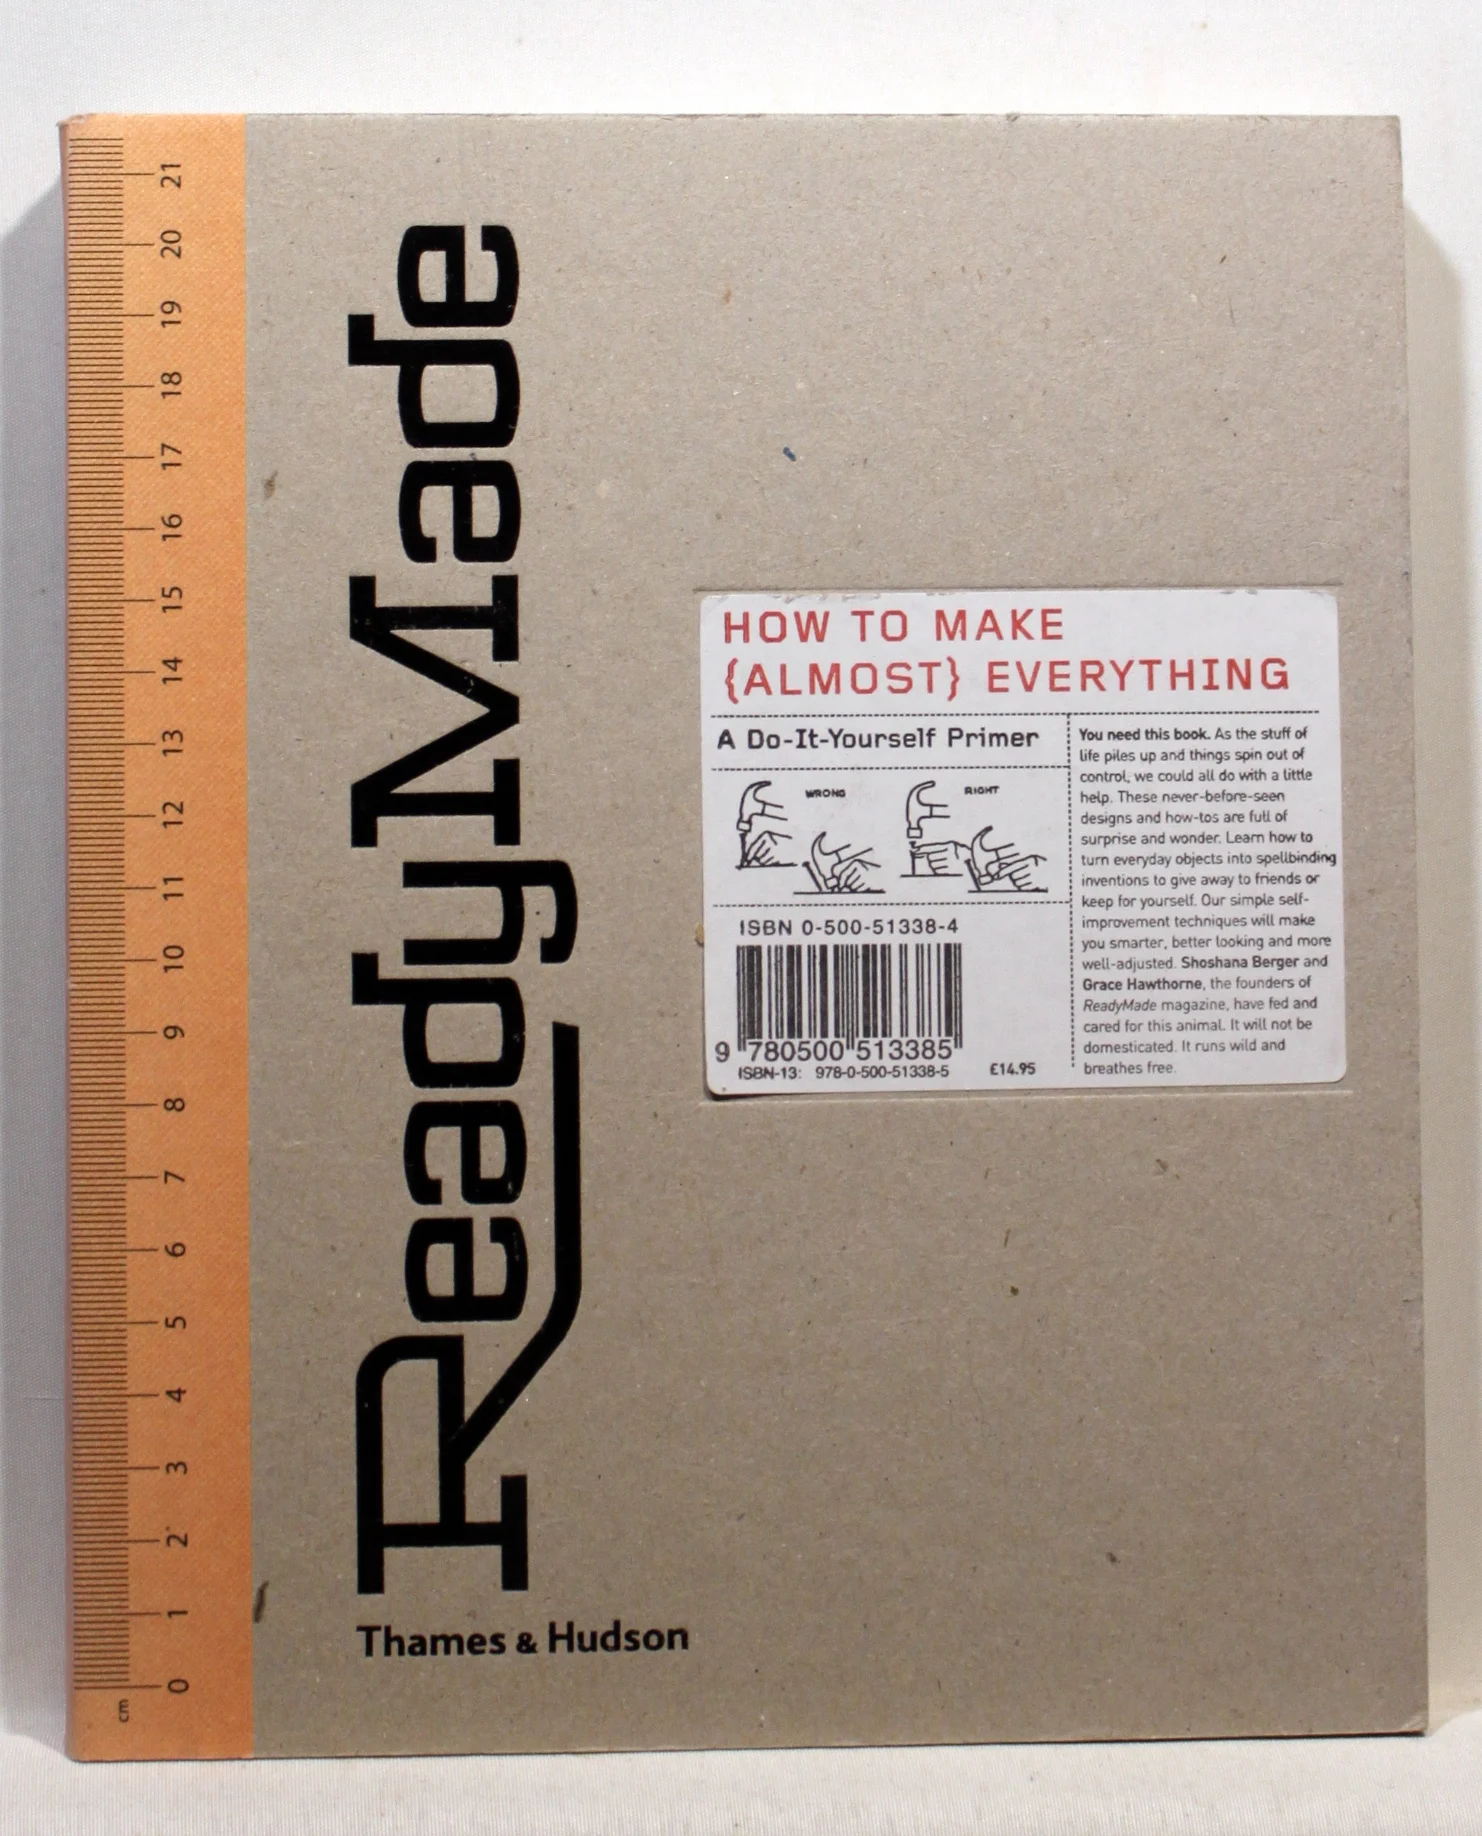 21
20
19
18
17
16
15
14
13
12
11
10
9
8
7
6
5
4
3
2
1
0
cm
ReadyMade
Thames & Hudson
HOW TO MAKE
{ALMOST} EVERYTHING
A Do-It-Yourself Primer
WRONG
RIGHT
ISBN 0-500-51338-4
9 780500 513385
ISBN-13: 978-0-500-51338-5
£14.95
You need this book. As the stuff of
life piles up and things spin out of
control, we could all do with a little
help. These never-before-seen
designs and how-tos are full of
surprise and wonder. Learn how to
turn everyday objects into spellbinding
inventions to give away to friends or
keep for yourself. Our simple self-
improvement techniques will make
you smarter, better looking and more
well-adjusted. Shoshana Berger and
Grace Hawthorne, the founders of
ReadyMade magazine, have fed and
cared for this animal. It will not be
domesticated. It runs wild and
breathes free.